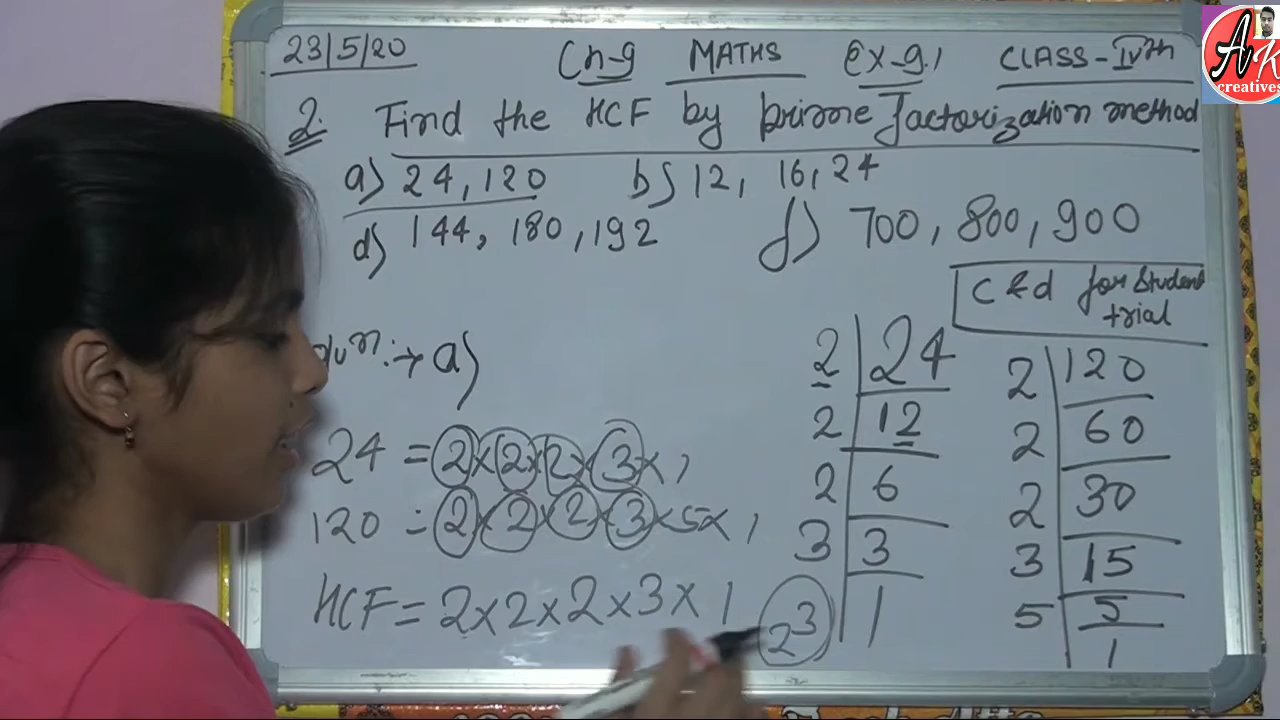 23/5/20 Ch-9 MATHS EX-9.1 CLASS-IVth
AK
creatives
2. Find the HCF by prime factorization method
a) 24, 120 b) 12, 16, 24
d) 144, 180, 192 f) 700, 800, 900
C & d for Student
trial
a)
24 = 2×2×2×3×1
120 = 2×2×2×3×5×1
HCF = 2×2×2×3×1
2 24
2 12
2 6
3 3
1
2 120
2 60
2 30
3 15
5 5
1
2³